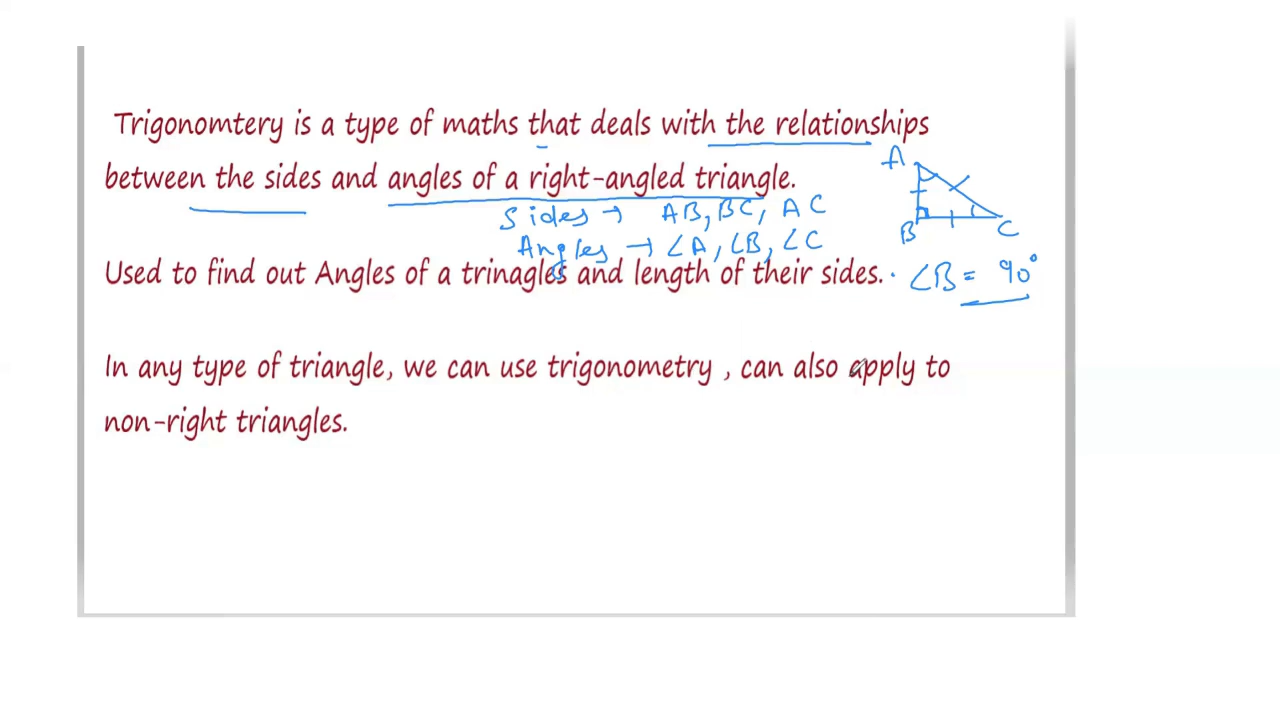 Trigonomtery is a type of maths that deals with the relationships
A
between the sides and angles of a right-angled triangle.
Sides → AB, BC, AC
B C
Angles → ∠A, ∠B, ∠C
Used to find out Angles of a trinagles and length of their sides.
∠B = 90°
In any type of triangle, we can use trigonometry , can also apply to
non-right triangles.